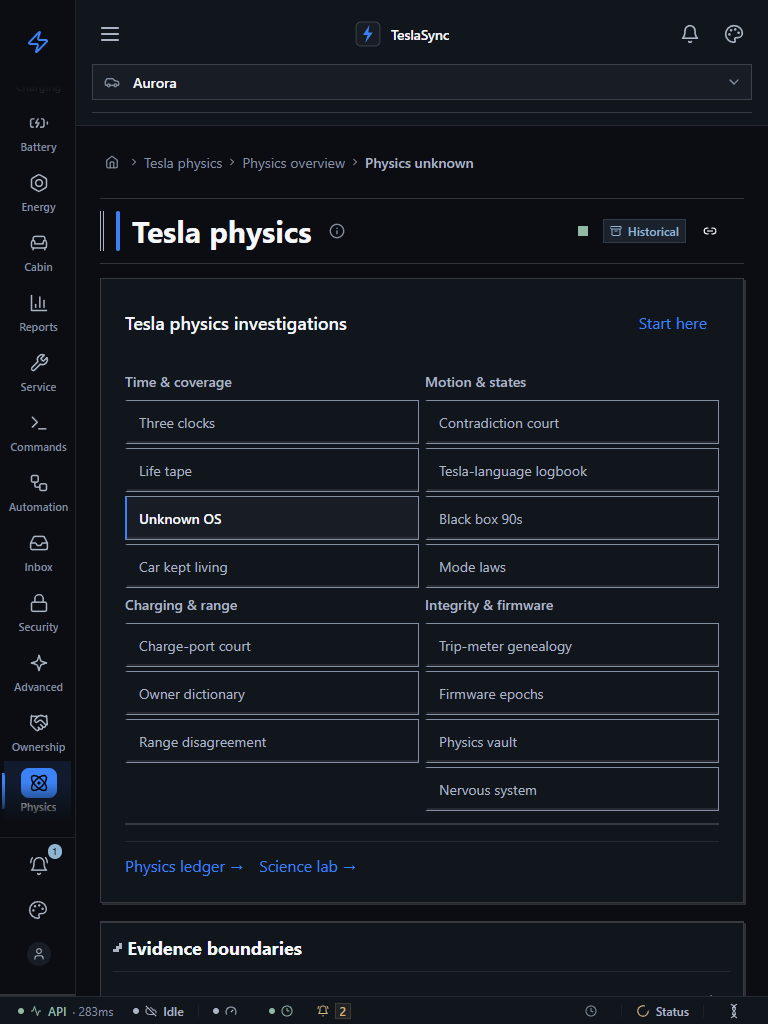 TeslaSync
Aurora
Charging
Battery
Energy
Cabin
Reports
Service
Commands
Automation
Inbox
Security
Advanced
Ownership
Physics
1
Tesla physics > Physics overview > Physics unknown
Tesla physics
Historical
Tesla physics investigations
Start here
Time & coverage
Three clocks
Life tape
Unknown OS
Car kept living
Motion & states
Contradiction court
Tesla-language logbook
Black box 90s
Mode laws
Charging & range
Charge-port court
Owner dictionary
Range disagreement
Integrity & firmware
Trip-meter genealogy
Firmware epochs
Physics vault
Nervous system
Physics ledger → Science lab →
Evidence boundaries
API · 283ms Idle 2 Status